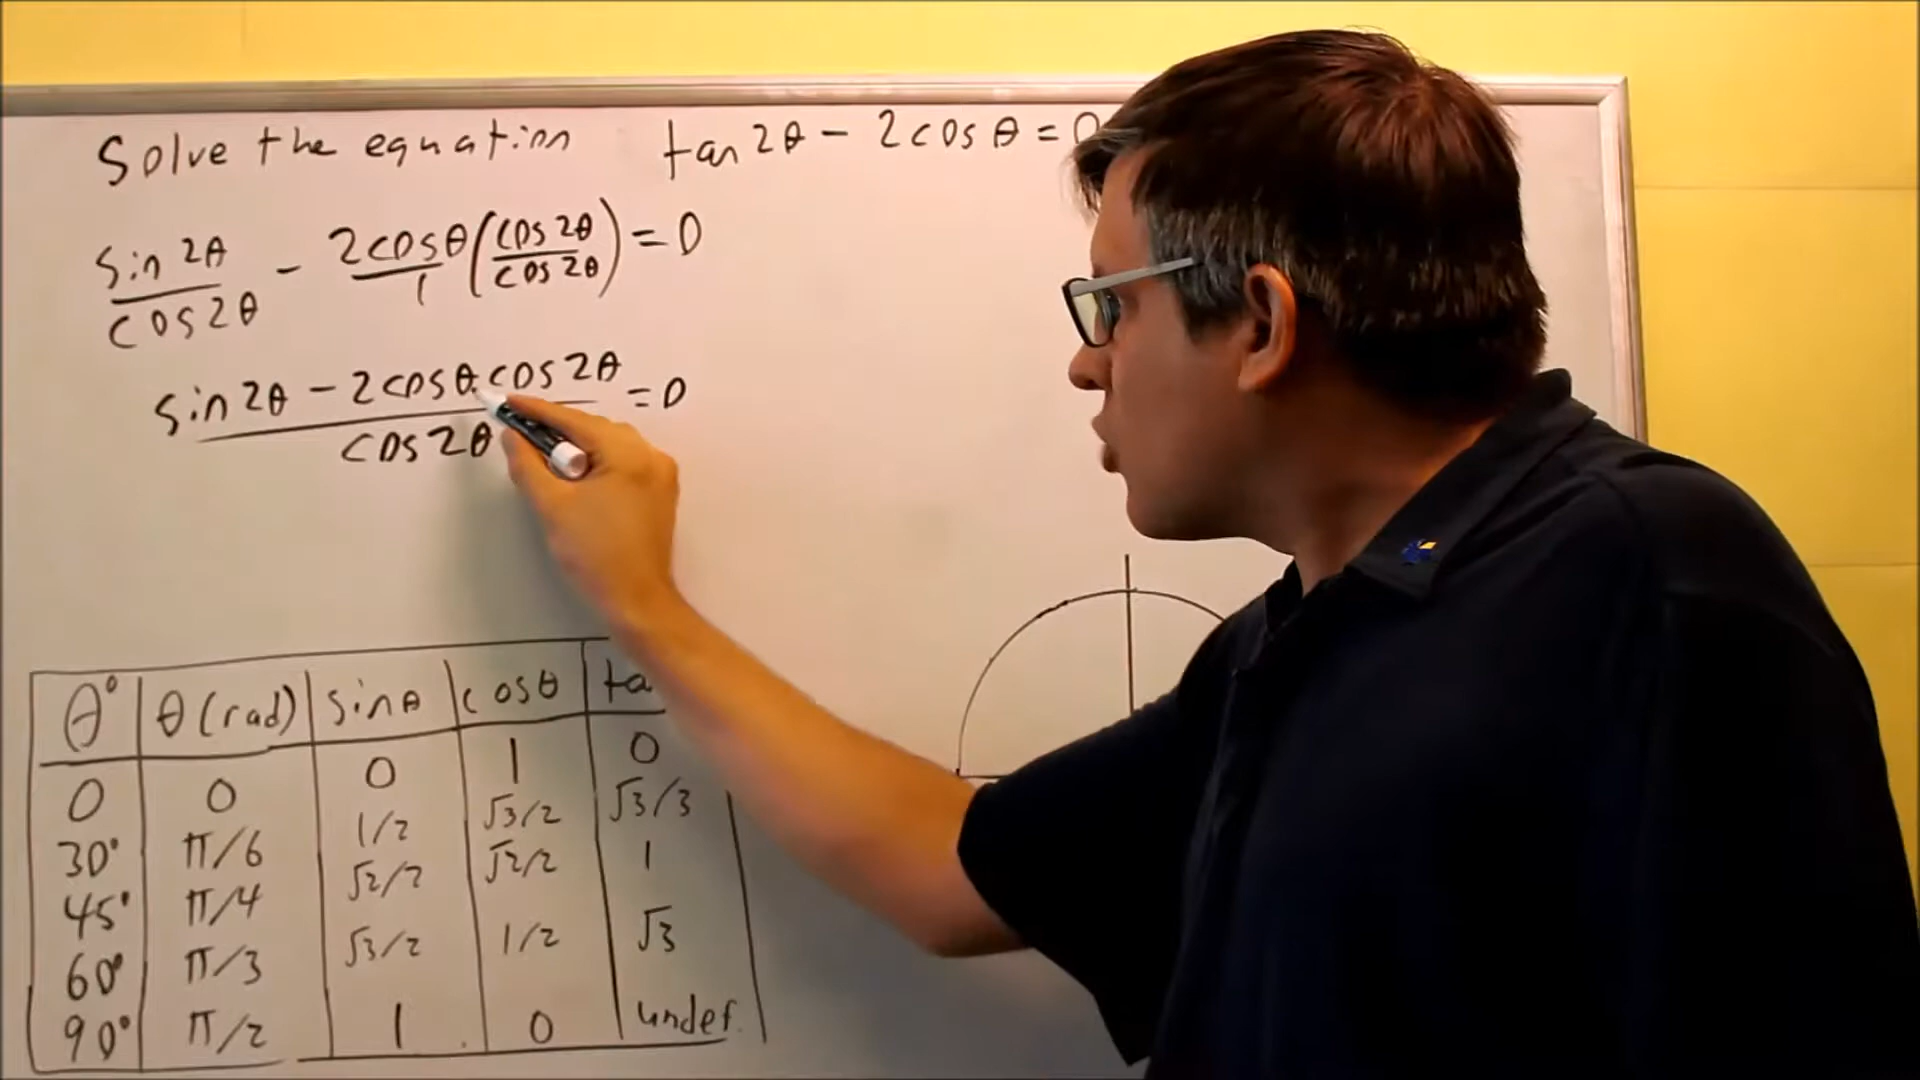 Solve the equation tan 2θ - 2cos θ = 0
sin 2θ / cos 2θ - 2cosθ / 1 (cos 2θ / cos 2θ) = 0
sin 2θ - 2cosθ cos 2θ / cos 2θ = 0
θ° θ (rad) sinθ cosθ ta
0 0 0 1 0
30° π/6 1/2 √3/2 √3/3
45° π/4 √2/2 √2/2 1
60° π/3 √3/2 1/2 √3
90° π/2 1 0 undef.